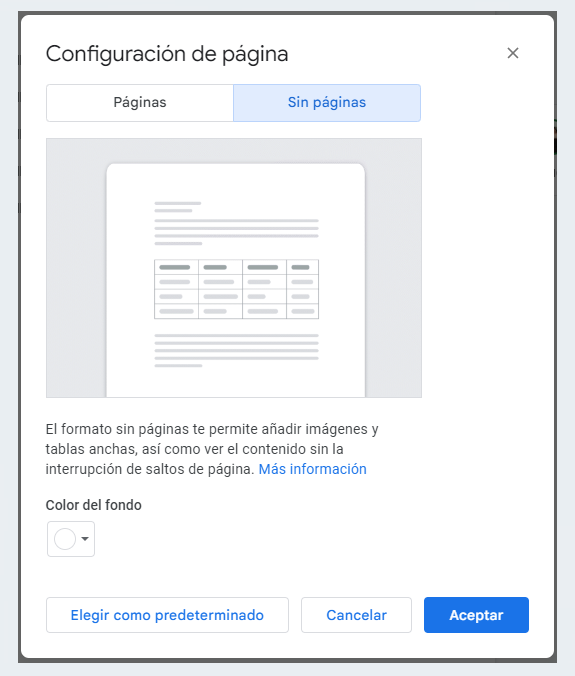 Configuración de página
Páginas
Sin páginas
El formato sin páginas te permite añadir imágenes y
tablas anchas, así como ver el contenido sin la
interrupción de saltos de página. Más información
Color del fondo
Elegir como predeterminado
Cancelar
Aceptar